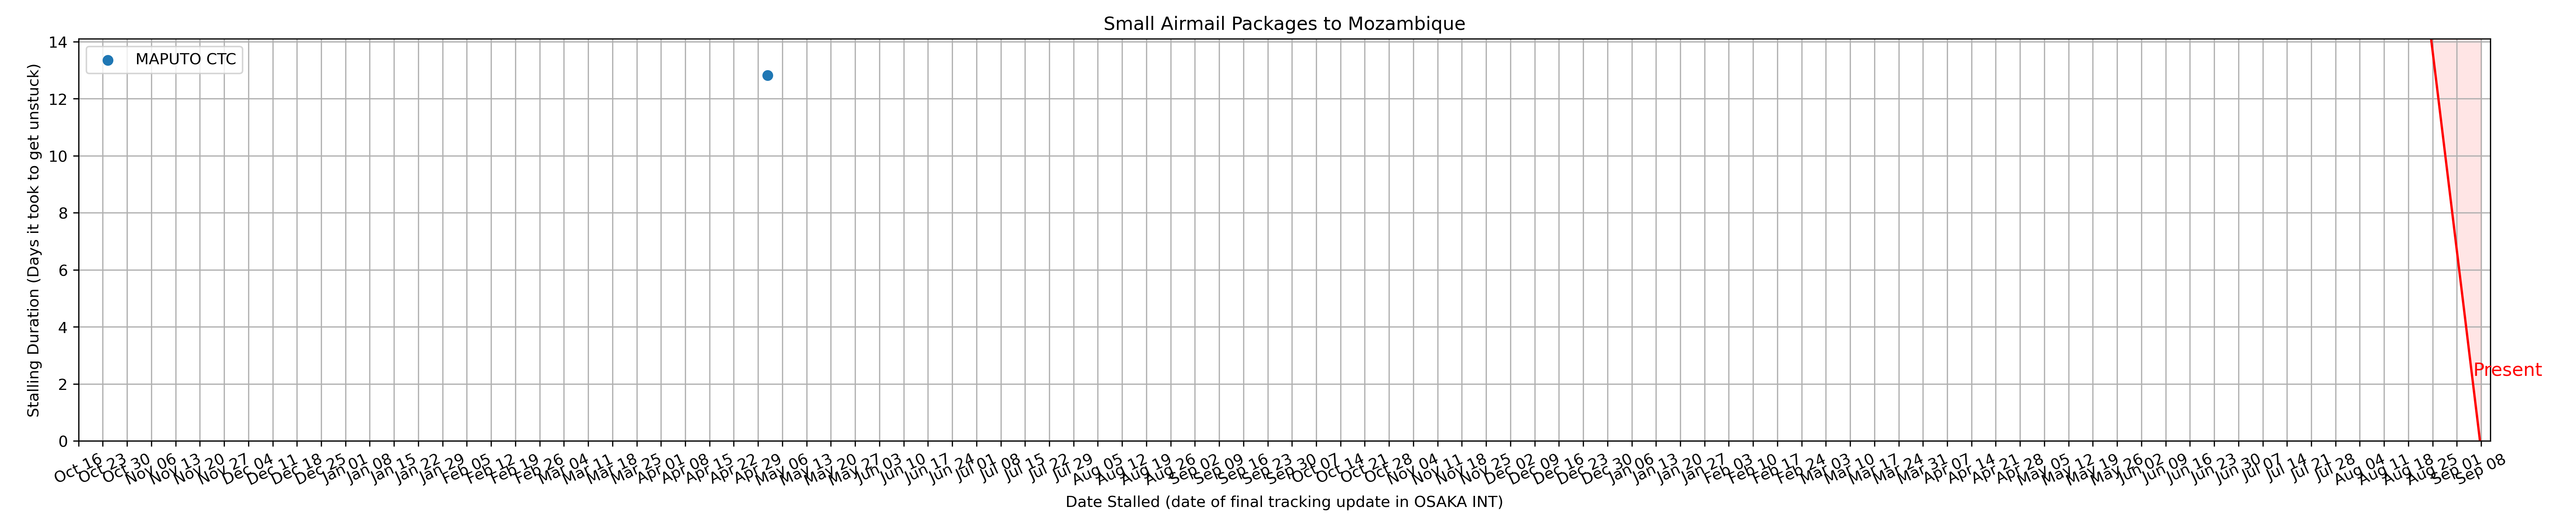 Small Airmail Packages to Mozambique
MAPUTO CTC
Stalling Duration (Days it took to get unstuck)
14
12
10
8
6
4
2
0
Present
Oct 16
Oct 23
Oct 30
Nov 06
Nov 13
Nov 20
Nov 27
Dec 04
Dec 11
Dec 18
Dec 25
Jan 01
Jan 08
Jan 15
Jan 22
Jan 29
Feb 05
Feb 12
Feb 19
Feb 26
Mar 04
Mar 11
Mar 18
Mar 25
Apr 01
Apr 08
Apr 15
Apr 22
Apr 29
May 06
May 13
May 20
May 27
Jun 03
Jun 10
Jun 17
Jun 24
Jul 01
Jul 08
Jul 15
Jul 22
Jul 29
Aug 05
Aug 12
Aug 19
Aug 26
Sep 02
Sep 09
Sep 16
Sep 23
Sep 30
Oct 07
Oct 14
Oct 21
Oct 28
Nov 04
Nov 11
Nov 18
Nov 25
Dec 02
Dec 09
Dec 16
Dec 23
Dec 30
Jan 06
Jan 13
Jan 20
Jan 27
Feb 03
Feb 10
Feb 17
Feb 24
Mar 03
Mar 10
Mar 17
Mar 24
Mar 31
Apr 07
Apr 14
Apr 21
Apr 28
May 05
May 12
May 19
May 26
Jun 02
Jun 09
Jun 16
Jun 23
Jun 30
Jul 07
Jul 14
Jul 21
Jul 28
Aug 04
Aug 11
Aug 18
Aug 25
Sep 01
Sep 08
Date Stalled (date of final tracking update in OSAKA INT)